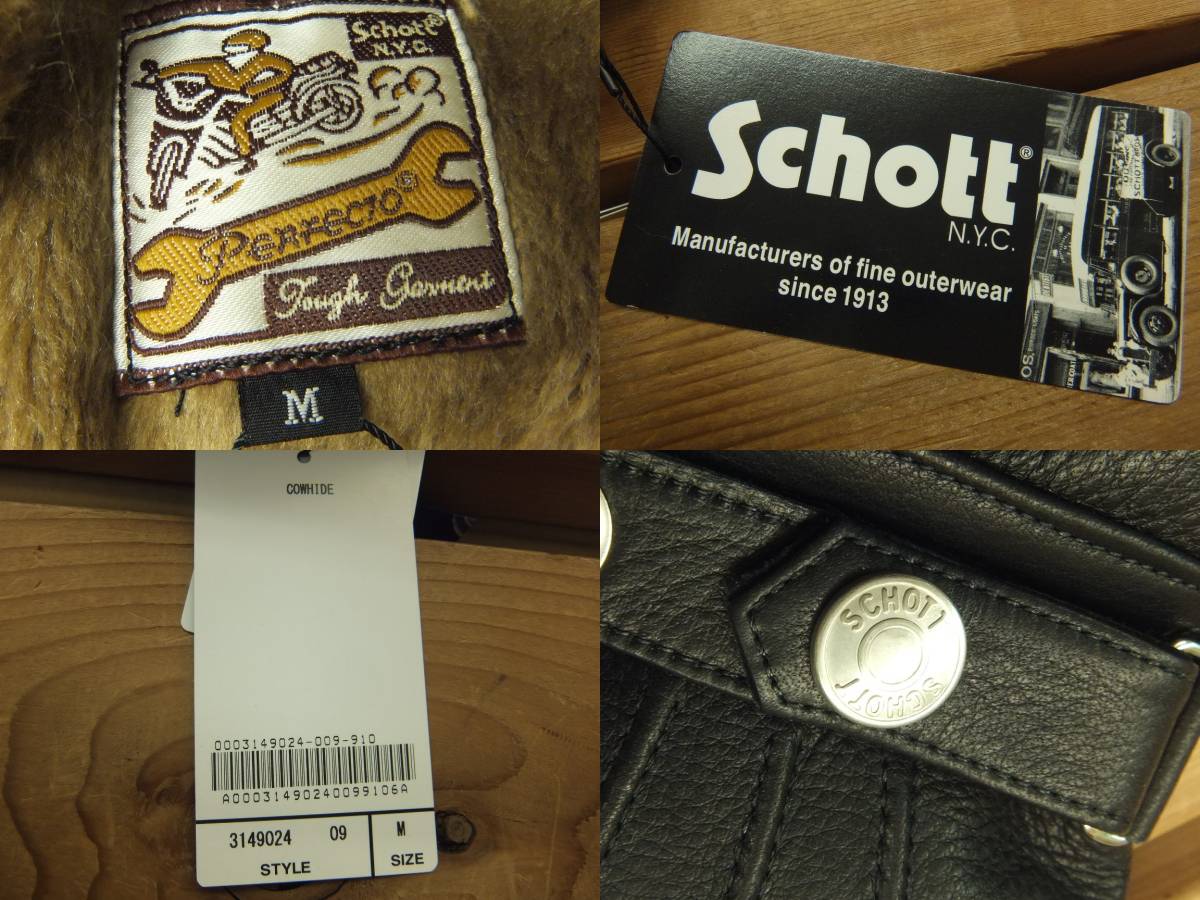 Schott®
N.Y.C.
Perfecto®
Tough Garment
M
Schott®
N.Y.C.
Manufacturers of fine outerwear
since 1913
COWHIDE
0003149024-009-910
A00031490240099106A
3149024 09 M
STYLE SIZE
SCHOTT
SCHOTT